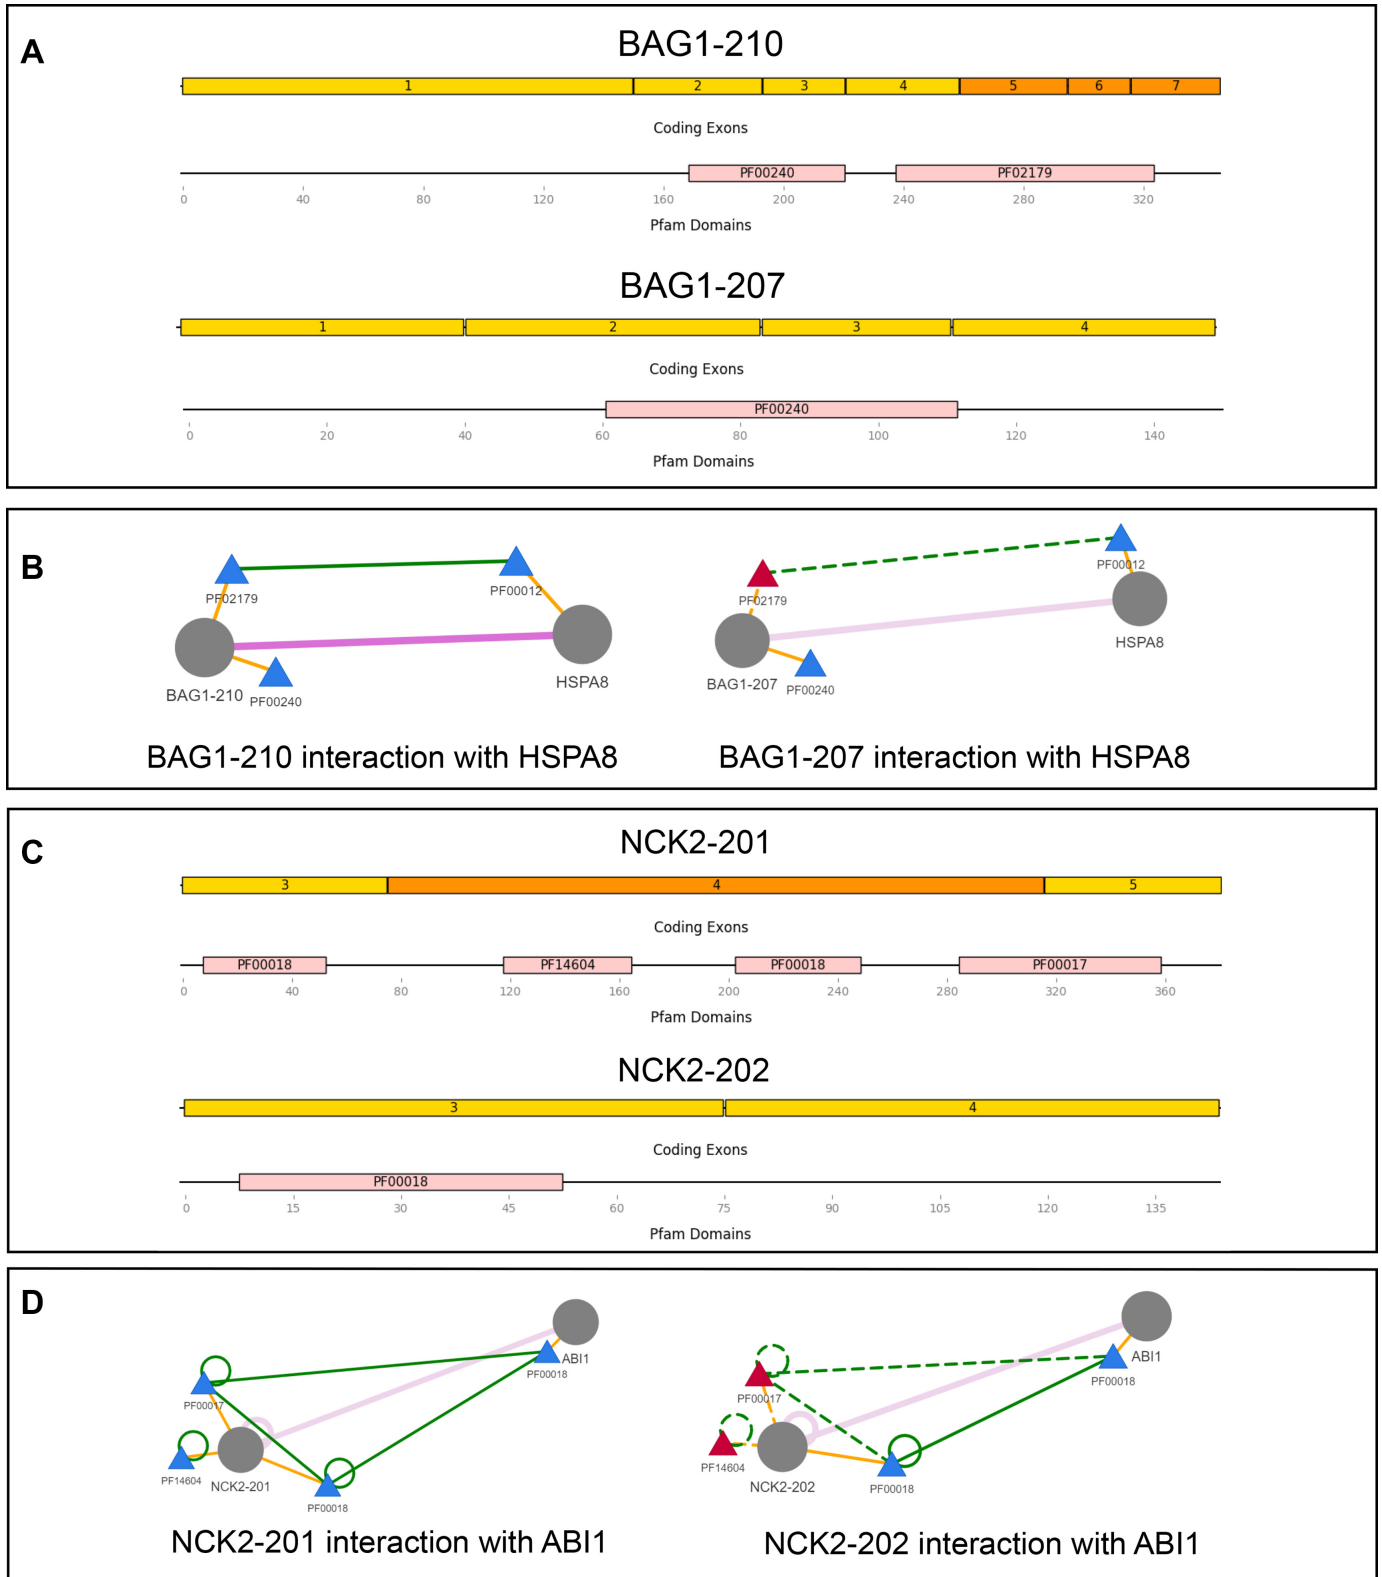 A
BAG1-210
1 2 3 4 5 6 7
Coding Exons
PF00240 PF02179
0 40 80 120 160 200 240 280 320
Pfam Domains
BAG1-207
1 2 3 4
Coding Exons
PF00240
0 20 40 60 80 100 120 140
Pfam Domains
B
PF02179
PF00012
BAG1-210
PF00240
HSPA8
BAG1-210 interaction with HSPA8
PF02179
PF00012
HSPA8
BAG1-207
PF00240
BAG1-207 interaction with HSPA8
C
NCK2-201
3 4 5
Coding Exons
PF00018 PF14604 PF00018 PF00017
0 40 80 120 160 200 240 280 320 360
Pfam Domains
NCK2-202
3 4
Coding Exons
PF00018
0 15 30 45 60 75 90 105 120 135
Pfam Domains
D
ABI1
PF00018
PF00017
PF14604
NCK2-201
PF00018
NCK2-201 interaction with ABI1
ABI1
PF00018
PF00017
PF14604
NCK2-202
PF00018
NCK2-202 interaction with ABI1